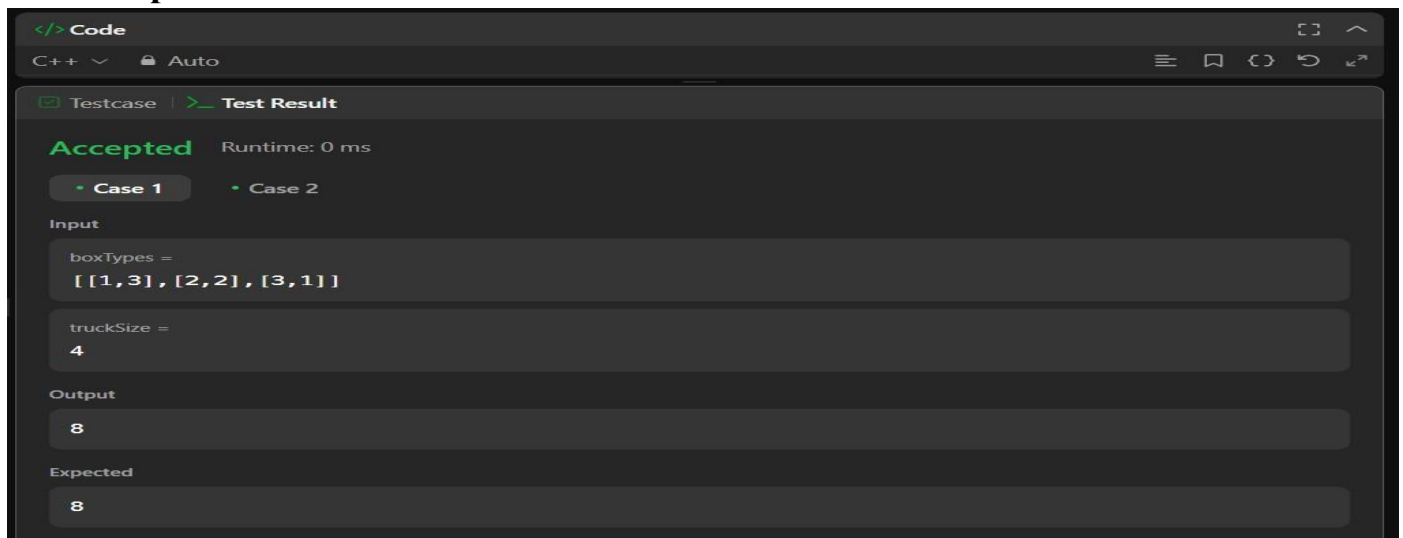 </> Code
C++ Auto
Testcase | >_ Test Result
Accepted Runtime: 0 ms
• Case 1 • Case 2
Input
boxTypes =
[[1,3],[2,2],[3,1]]
truckSize =
4
Output
8
Expected
8